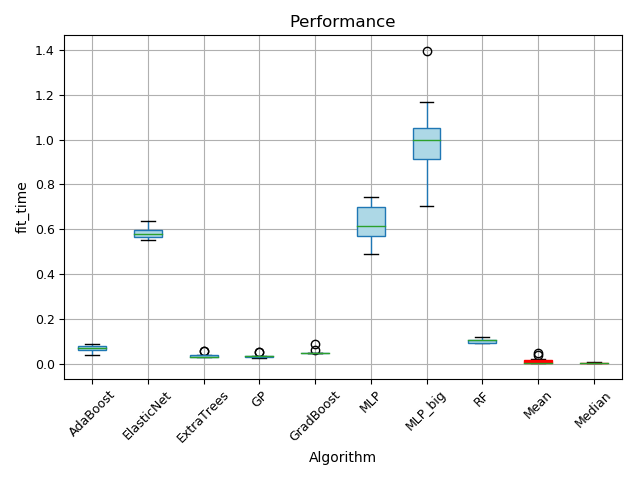 Performance
1.4
1.2
1.0
0.8
0.6
0.4
0.2
0.0
fit_time
AdaBoost
ElasticNet
ExtraTrees
GP
GradBoost
MLP
MLP_big
RF
Mean
Median
Algorithm